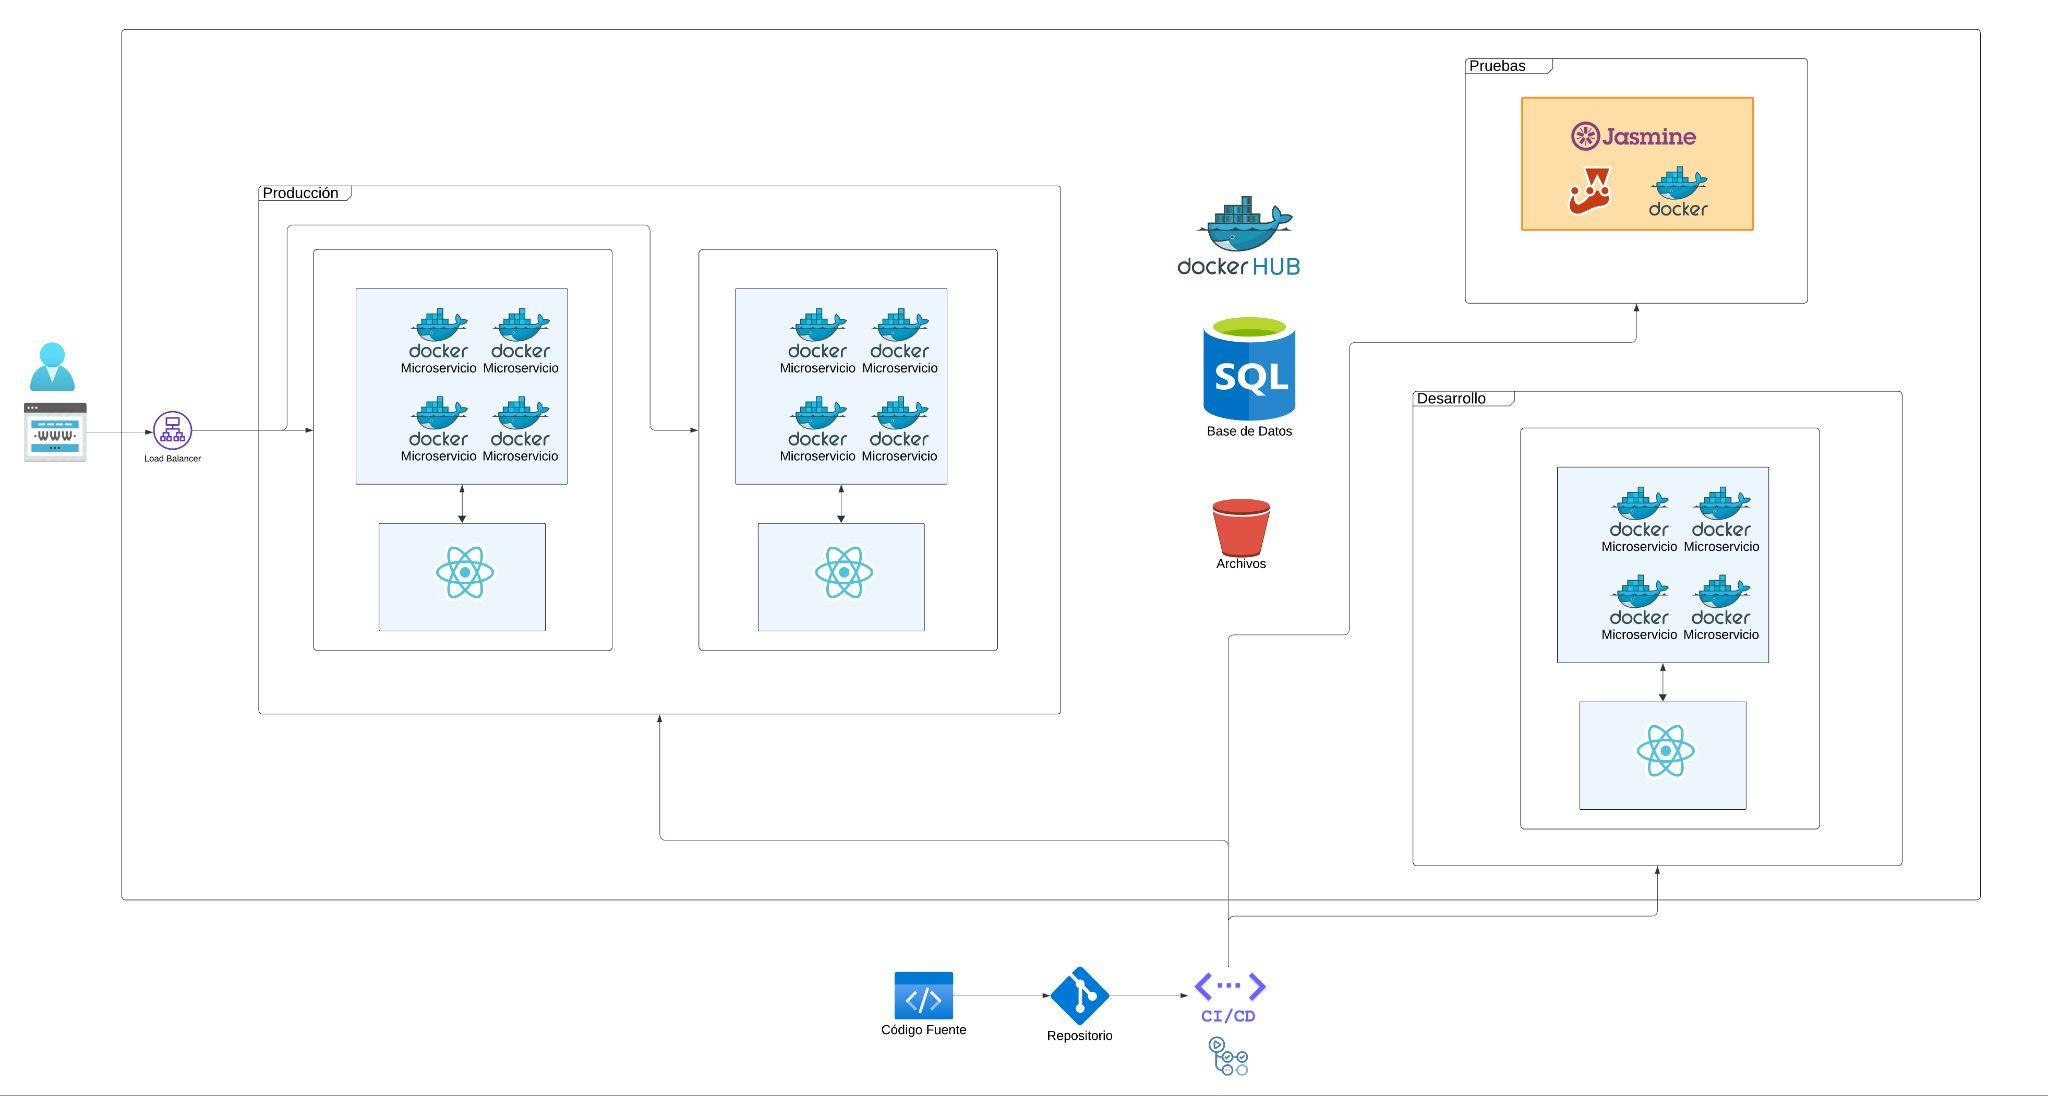 Pruebas
Jasmine
docker
Producción
docker HUB
docker docker
Microservicio Microservicio
docker docker
Microservicio Microservicio
docker docker
Microservicio Microservicio
docker docker
Microservicio Microservicio
SQL
Base de Datos
Archivos
www
Load Balancer
Desarrollo
docker docker
Microservicio Microservicio
docker docker
Microservicio Microservicio
Código Fuente
Repositorio
CI/CD